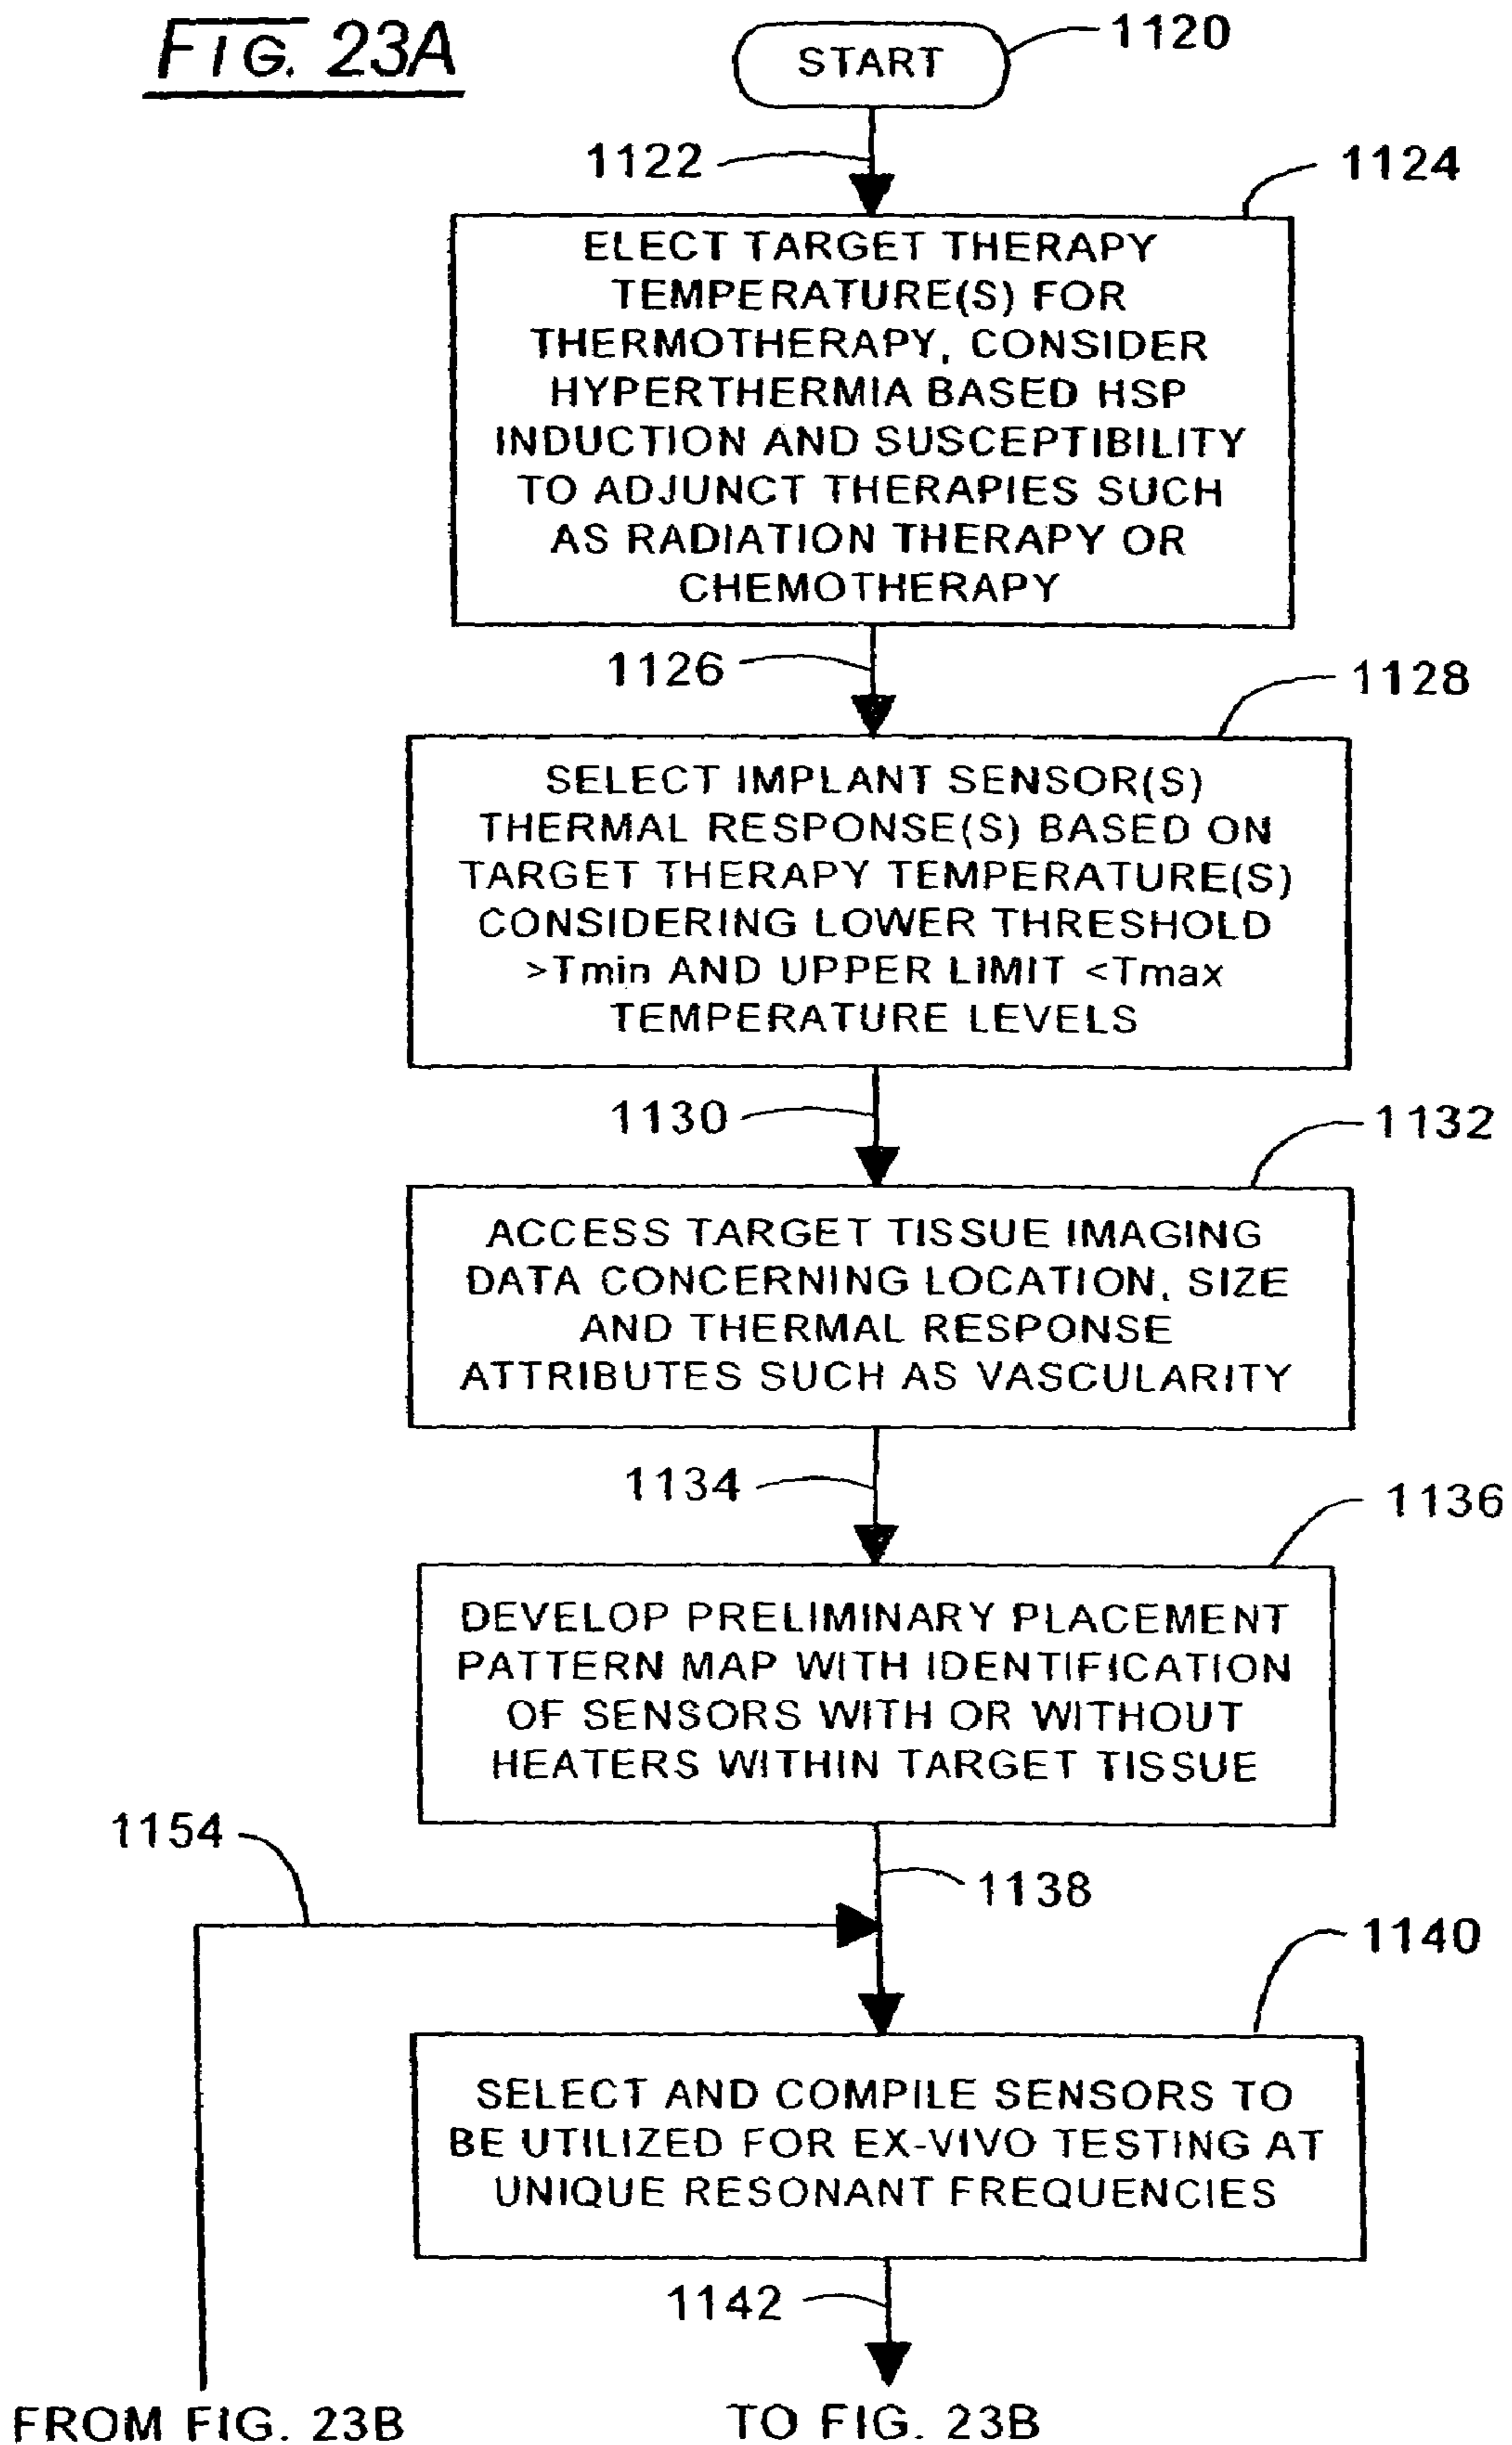 FIG. 23A
START
1120
1122
1124
ELECT TARGET THERAPY
TEMPERATURE(S) FOR
THERMOTHERAPY, CONSIDER
HYPERTHERMIA BASED HSP
INDUCTION AND SUSCEPTIBILITY
TO ADJUNCT THERAPIES SUCH
AS RADIATION THERAPY OR
CHEMOTHERAPY
1126
1128
SELECT IMPLANT SENSOR(S)
THERMAL RESPONSE(S) BASED ON
TARGET THERAPY TEMPERATURE(S)
CONSIDERING LOWER THRESHOLD
>Tmin AND UPPER LIMIT <Tmax
TEMPERATURE LEVELS
1130
1132
ACCESS TARGET TISSUE IMAGING
DATA CONCERNING LOCATION, SIZE
AND THERMAL RESPONSE
ATTRIBUTES SUCH AS VASCULARITY
1134
1136
DEVELOP PRELIMINARY PLACEMENT
PATTERN MAP WITH IDENTIFICATION
OF SENSORS WITH OR WITHOUT
HEATERS WITHIN TARGET TISSUE
1154
1138
1140
SELECT AND COMPILE SENSORS TO
BE UTILIZED FOR EX-VIVO TESTING AT
UNIQUE RESONANT FREQUENCIES
1142
FROM FIG. 23B
TO FIG. 23B